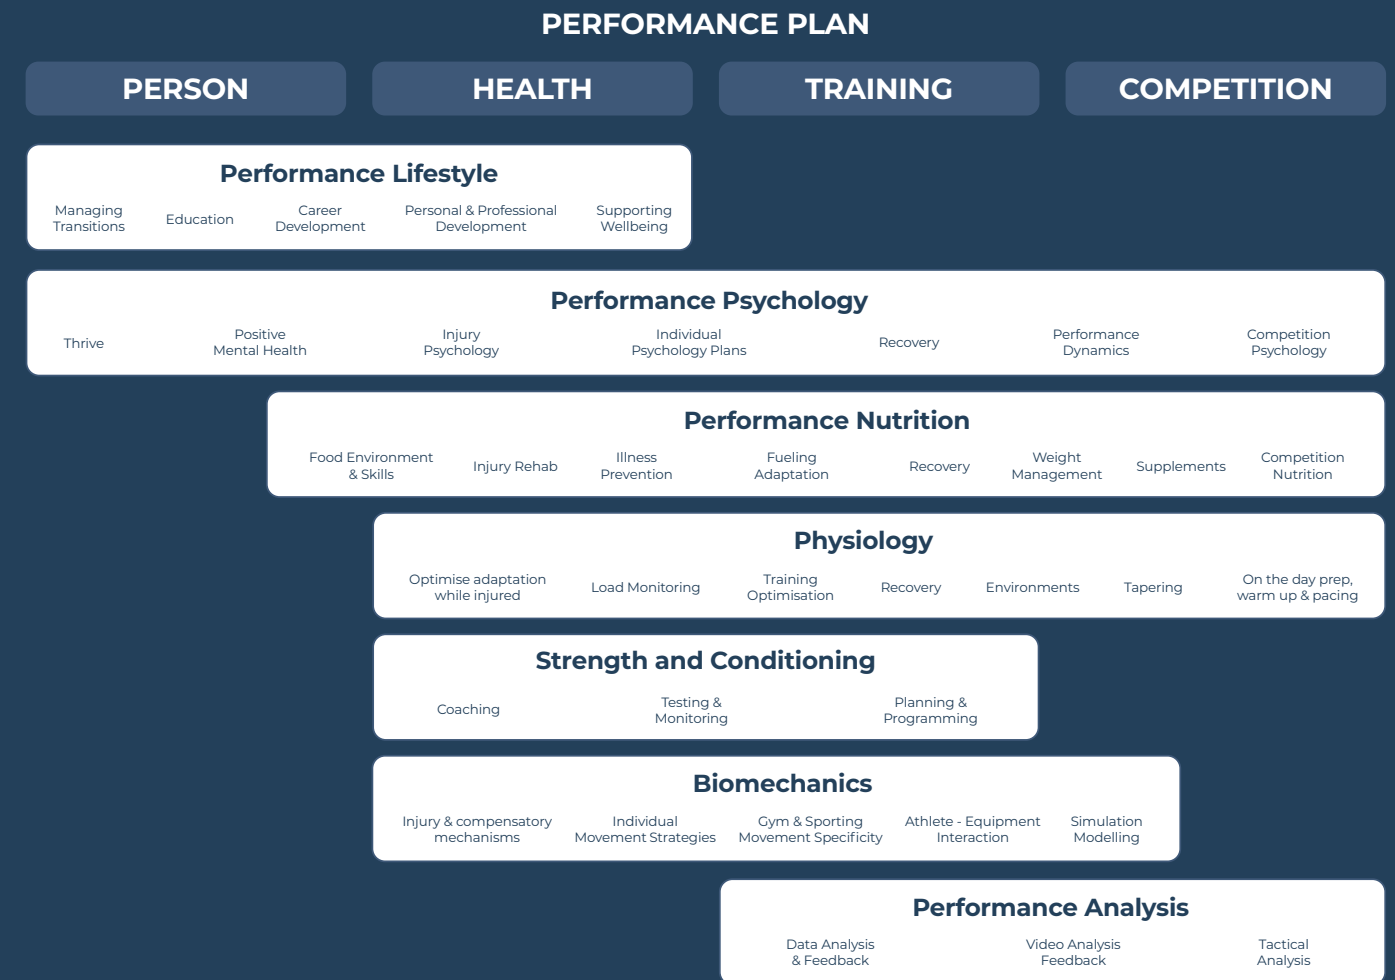 PERFORMANCE PLAN
PERSON
HEALTH
TRAINING
COMPETITION
Performance Lifestyle
Managing
Transitions
Education
Career
Development
Personal & Professional
Development
Supporting
Wellbeing
Performance Psychology
Thrive
Positive
Mental Health
Injury
Psychology
Individual
Psychology Plans
Recovery
Performance
Dynamics
Competition
Psychology
Performance Nutrition
Food Environment
& Skills
Injury Rehab
Illness
Prevention
Fueling
Adaptation
Recovery
Weight
Management
Supplements
Competition
Nutrition
Physiology
Optimise adaptation
while injured
Load Monitoring
Training
Optimisation
Recovery
Environments
Tapering
On the day prep,
warm up & pacing
Strength and Conditioning
Coaching
Testing &
Monitoring
Planning &
Programming
Biomechanics
Injury & compensatory
mechanisms
Individual
Movement Strategies
Gym & Sporting
Movement Specificity
Athlete - Equipment
Interaction
Simulation
Modelling
Performance Analysis
Data Analysis
& Feedback
Video Analysis
Feedback
Tactical
Analysis